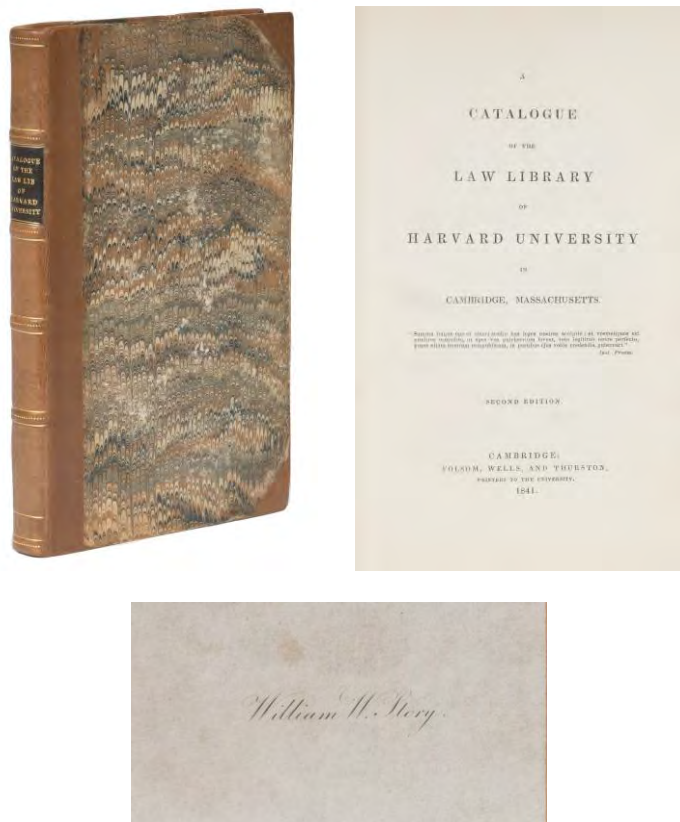 CATALOGUE
OF THE
LAW LIB
OF
HARVARD
UNIVERSITY
A
CATALOGUE
OF THE
LAW LIBRARY
OF
HARVARD UNIVERSITY
IN
CAMBRIDGE, MASSACHUSETTS.
SECOND EDITION.
CAMBRIDGE:
FOLSOM, WELLS, AND THURSTON,
PRINTERS TO THE UNIVERSITY.
1841.
William W. Story.